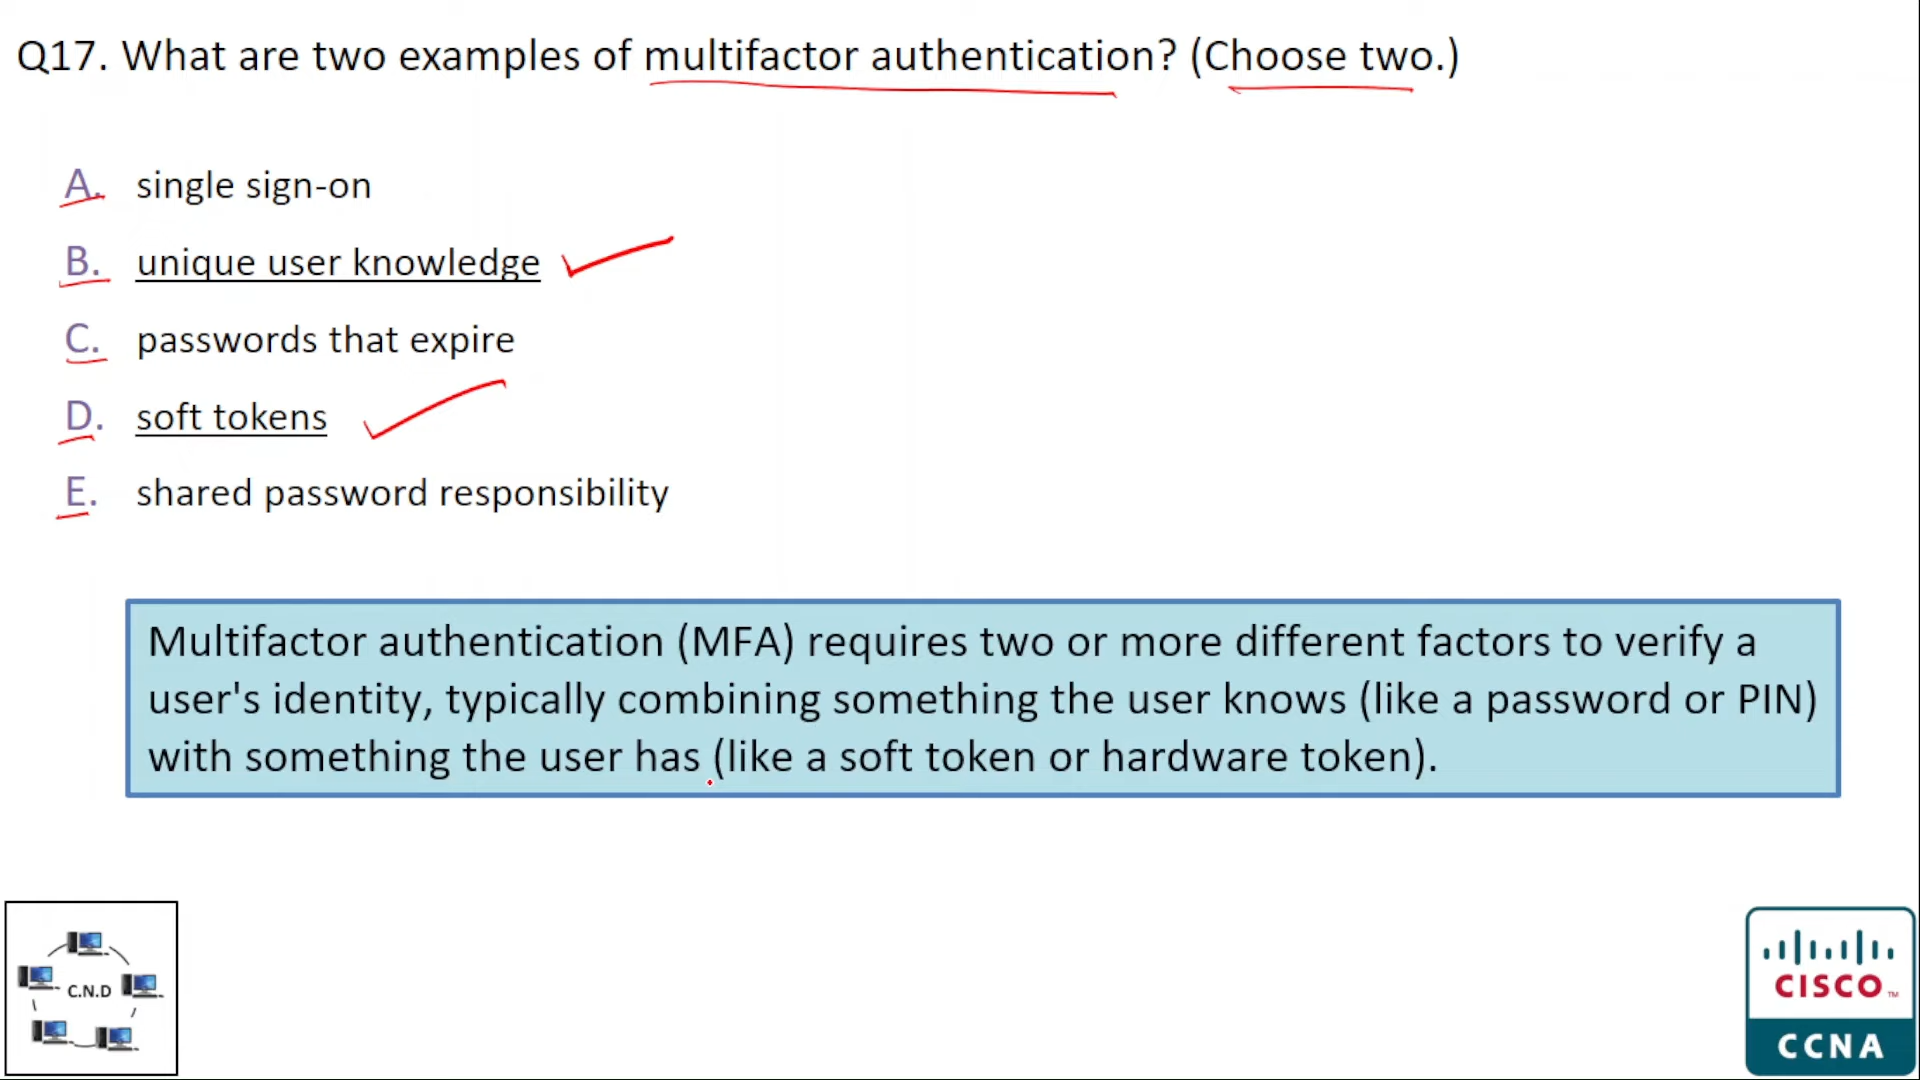 Q17. What are two examples of multifactor authentication? (Choose two.)
A. single sign-on
B. unique user knowledge
C. passwords that expire
D. soft tokens
E. shared password responsibility
Multifactor authentication (MFA) requires two or more different factors to verify a
user's identity, typically combining something the user knows (like a password or PIN)
with something the user has (like a soft token or hardware token).
C.N.D
CISCO™
CCNA